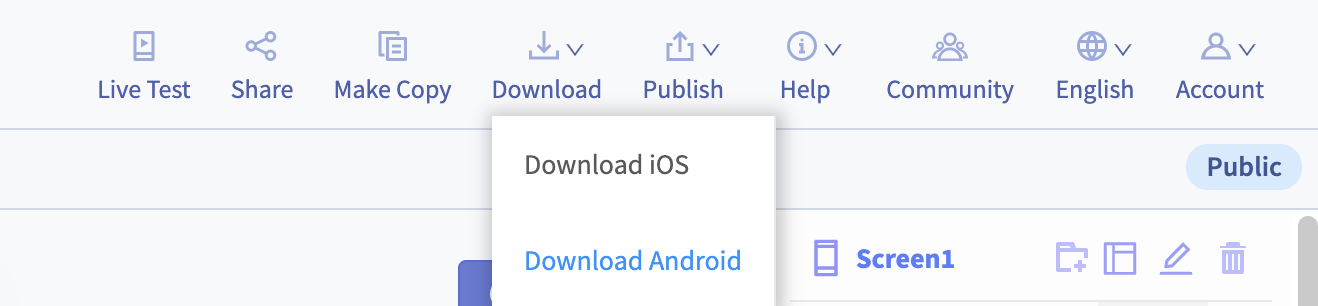 Live Test
Share
Make Copy
Download
Publish
Help
Community
English
Account
Download iOS
Public
Download Android
Screen1